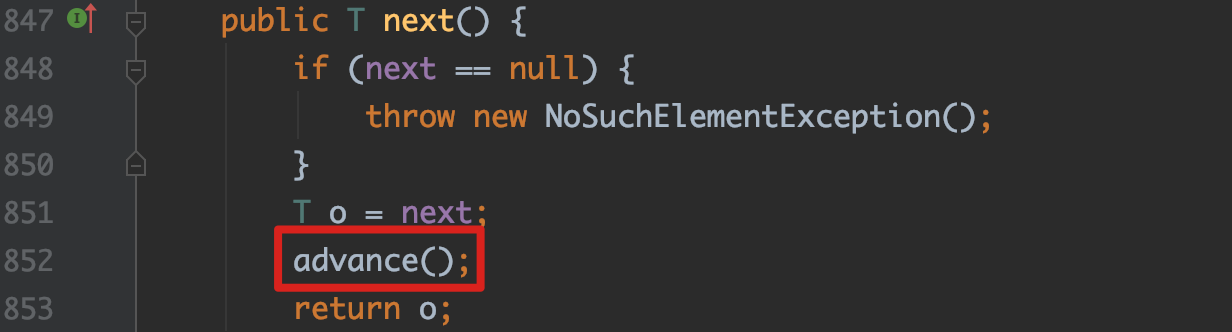 847 I public T next() {
848 if (next == null) {
849 throw new NoSuchElementException();
850 }
851 T o = next;
852 advance();
853 return o;